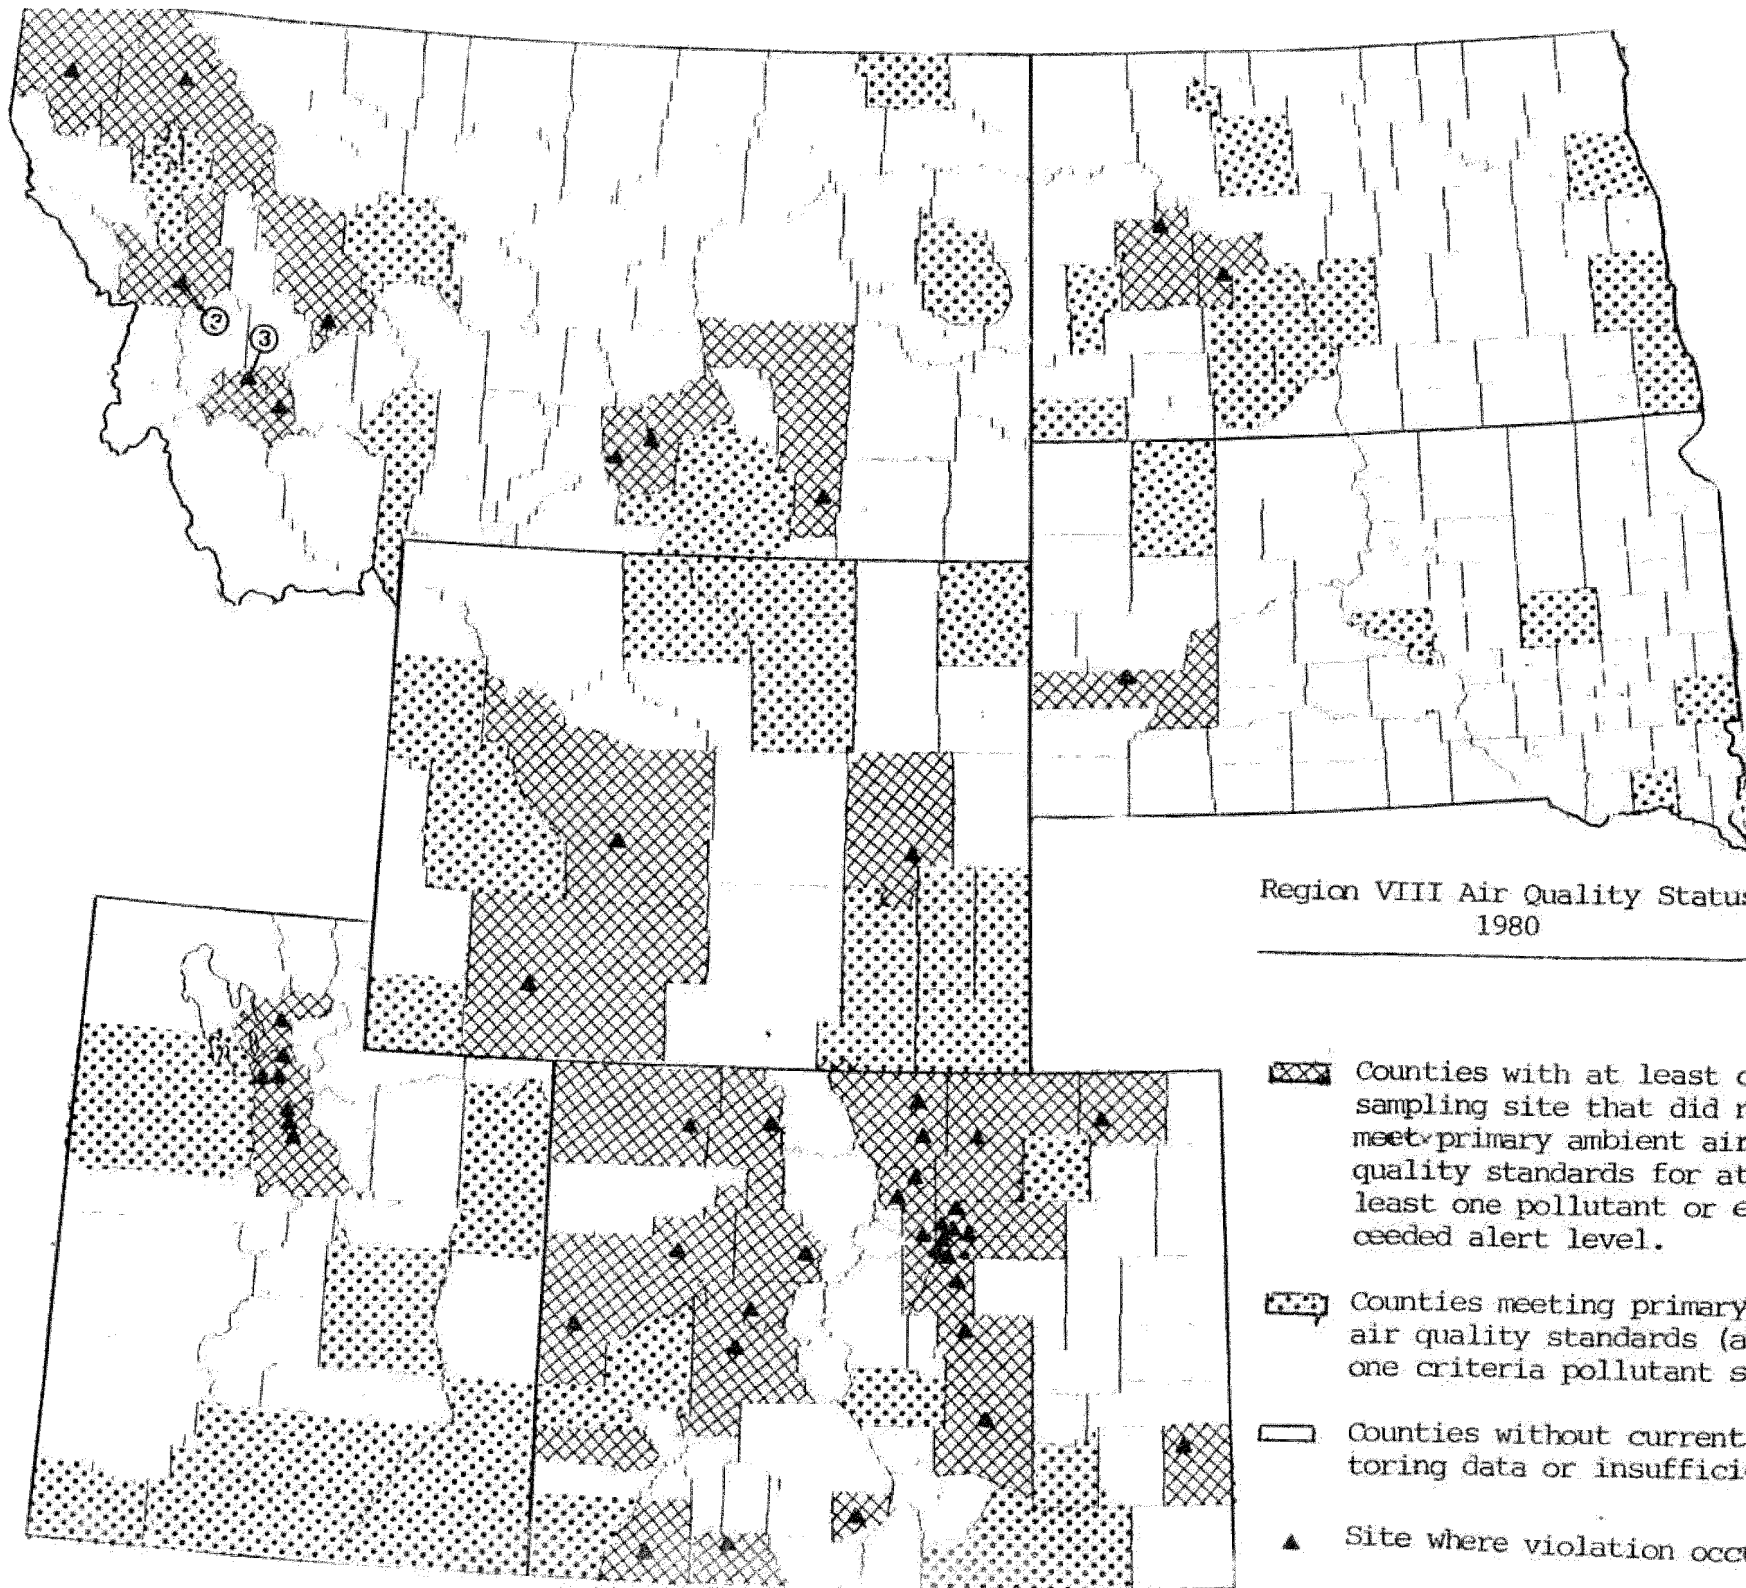 Region VIII Air Quality Status
1980
Counties with at least
sampling site that did
meet primary ambient air
quality standards for at
least one pollutant or
ceeded alert level.
Counties meeting primary
air quality standards
one criteria pollutant
Counties without current
toring data or
Site where violation
3